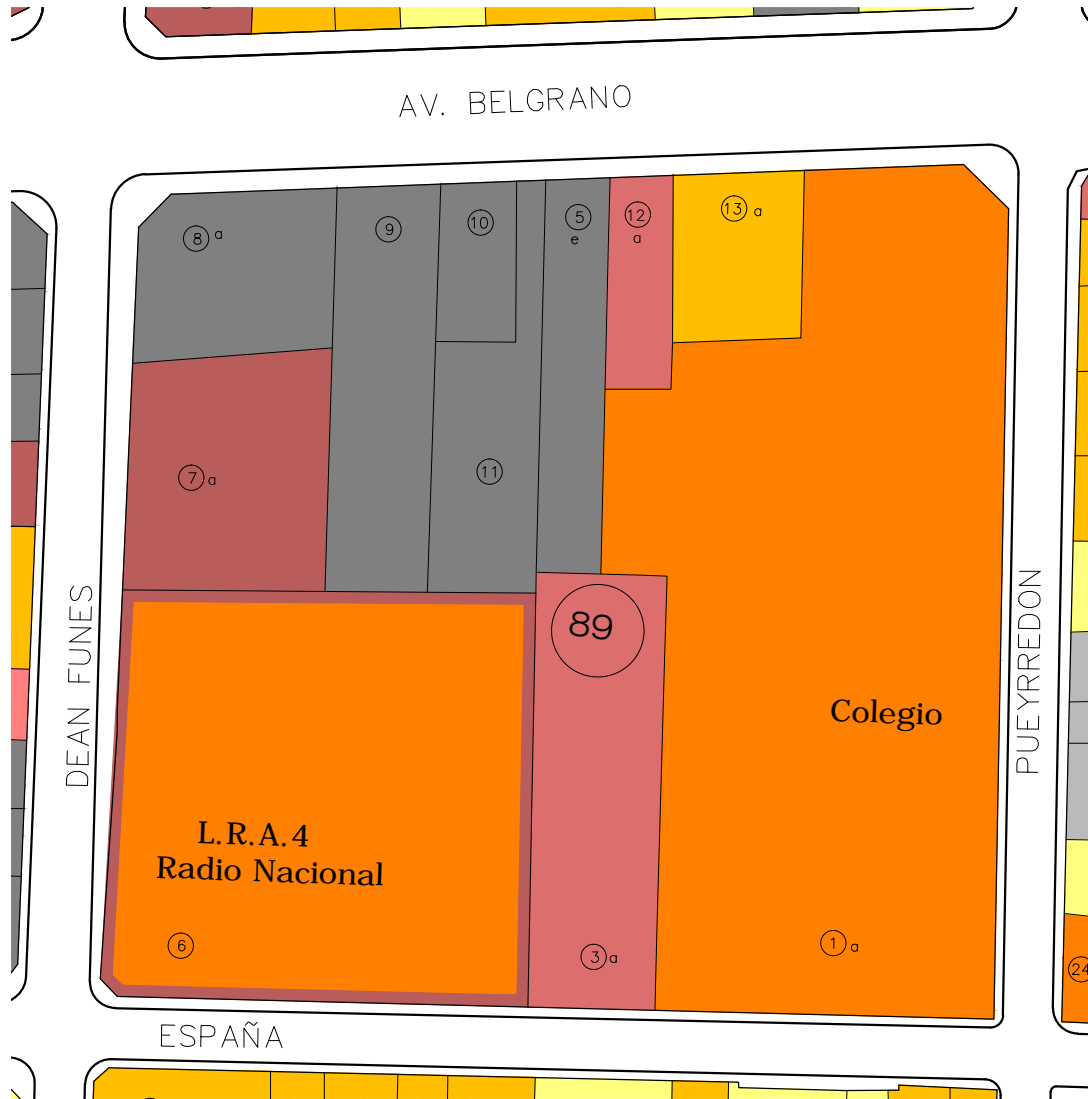 AV. BELGRANO
8 a
9
10
5
e
12
a
13 a
7 a
11
DEAN FUNES
89
PUEYRREDON
Colegio
L.R.A.4
Radio Nacional
6
3 a
1 a
24
ESPAÑA